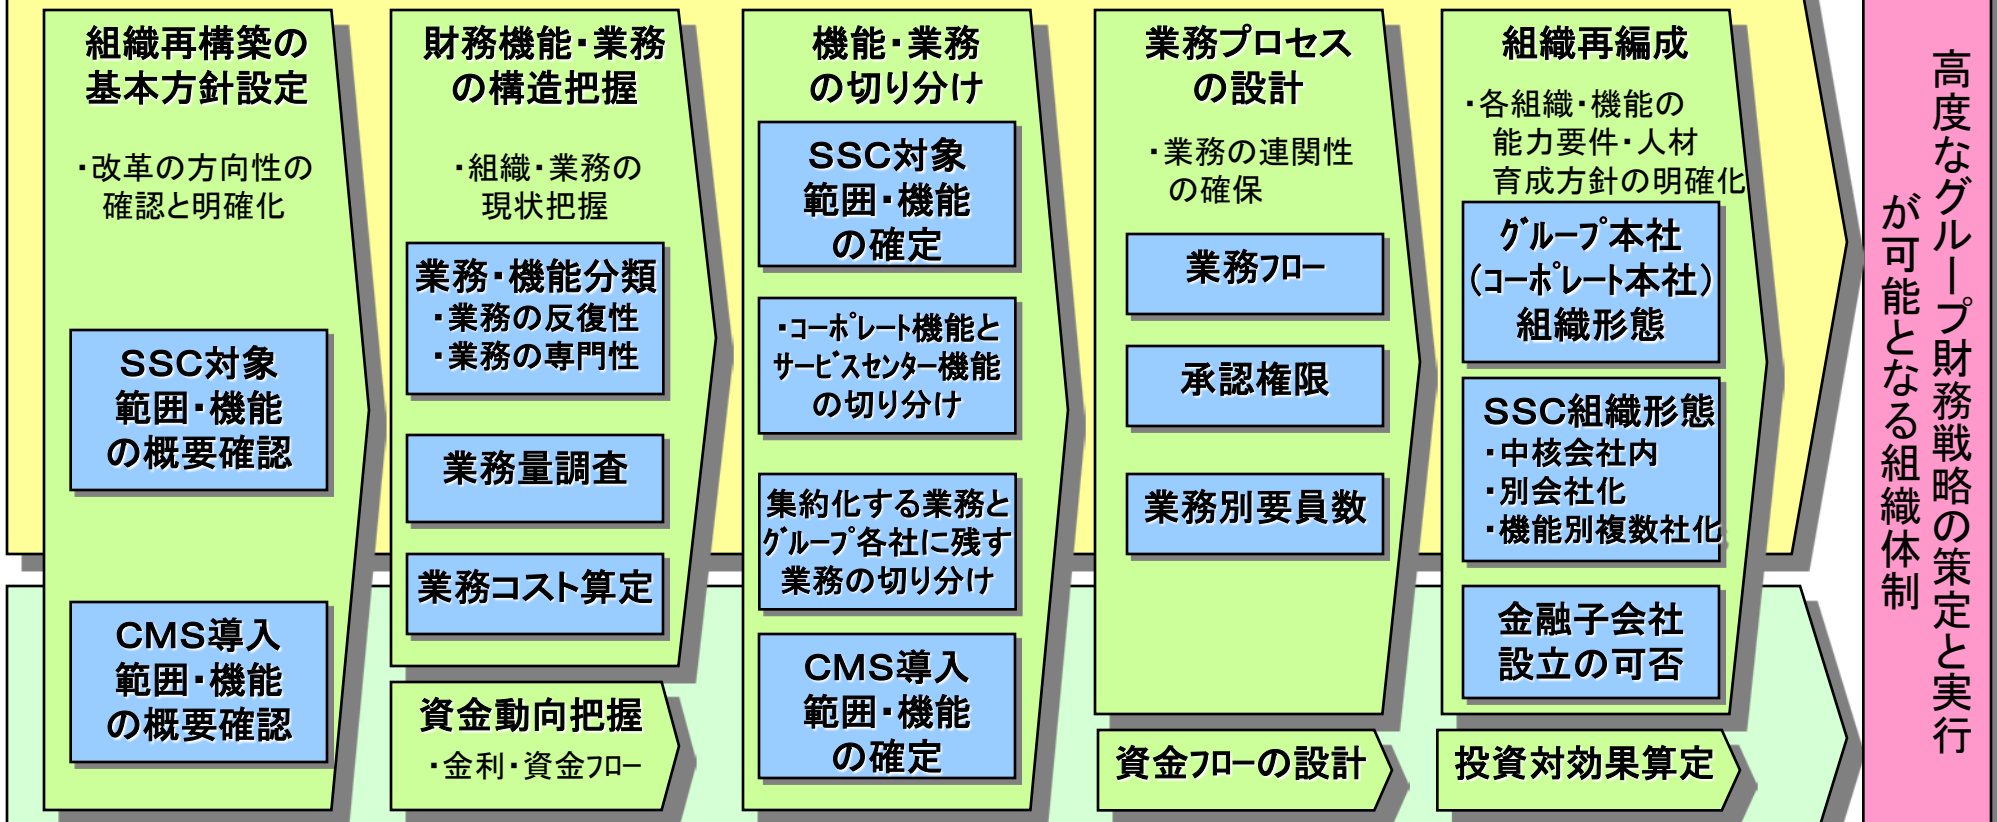 組織再構築の
基本方針設定
・改革の方向性の
確認と明確化
SSC対象
範囲・機能
の概要確認
CMS導入
範囲・機能
の概要確認
財務機能・業務
の構造把握
・組織・業務の
現状把握
業務・機能分類
・業務の反復性
・業務の専門性
業務量調査
業務コスト算定
資金動向把握
・金利・資金ﾌﾛｰ
機能・業務
の切り分け
SSC対象
範囲・機能
の確定
・ｺｰﾎﾟﾚｰﾄ機能と
ｻｰﾋﾞｽｾﾝﾀｰ機能
の切り分け
集約化する業務と
ｸﾞﾙｰﾌﾟ各社に残す
業務の切り分け
CMS導入
範囲・機能
の確定
業務プロセス
の設計
・業務の連関性
の確保
業務ﾌﾛｰ
承認権限
業務別要員数
資金ﾌﾛｰの設計
組織再編成
・各組織・機能の
能力要件・人材
育成方針の明確化
ｸﾞﾙｰﾌﾟ本社
(ｺｰﾎﾟﾚｰﾄ本社)
組織形態
SSC組織形態
・中核会社内
・別会社化
・機能別複数社化
金融子会社
設立の可否
投資対効果算定
高度なグループ財務戦略の策定と実行
が可能となる組織体制